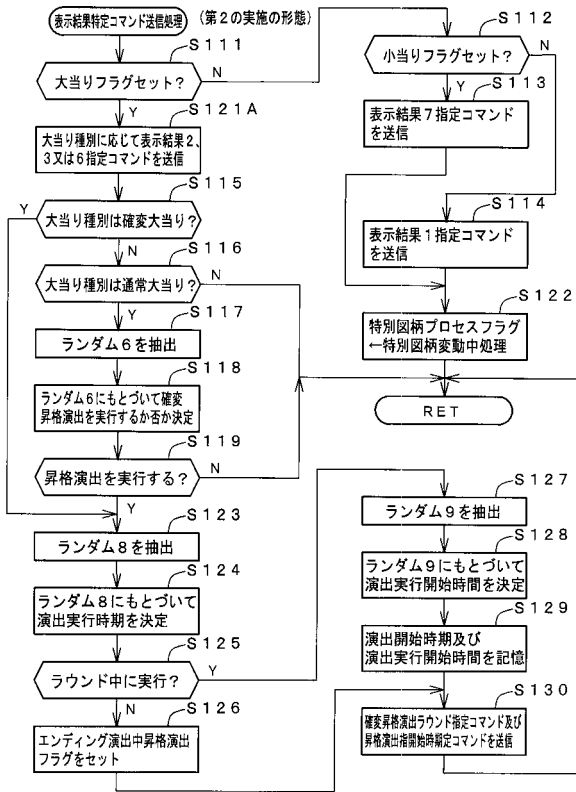 表示結果特定コマンド送信処理
(第2の実施の形態)
S111
大当りフラグセット?
N
Y
S121A
大当り種別に応じて表示結果2、
3又は6指定コマンドを送信
S115
Y
大当り種別は確変大当り?
N
S116
大当り種別は通常大当り?
N
Y
S117
ランダム6を抽出
S118
ランダム6にもとづいて確変
昇格演出を実行するか否か決定
S119
昇格演出を実行する?
N
Y
S123
ランダム8を抽出
S124
ランダム8にもとづいて
演出実行時期を決定
S125
ラウンド中に実行?
Y
N
S126
エンディング演出中昇格演出
フラグをセット
S112
小当りフラグセット?
N
Y
S113
表示結果7指定コマンド
を送信
S114
表示結果1指定コマンド
を送信
S122
特別図柄プロセスフラグ
←特別図柄変動中処理
RET
S127
ランダム9を抽出
S128
ランダム9にもとづいて
演出実行開始時間を決定
S129
演出開始時期及び
演出実行開始時間を記憶
S130
確変昇格演出ラウンド指定コマンド及び
昇格演出指開始時期定コマンドを送信